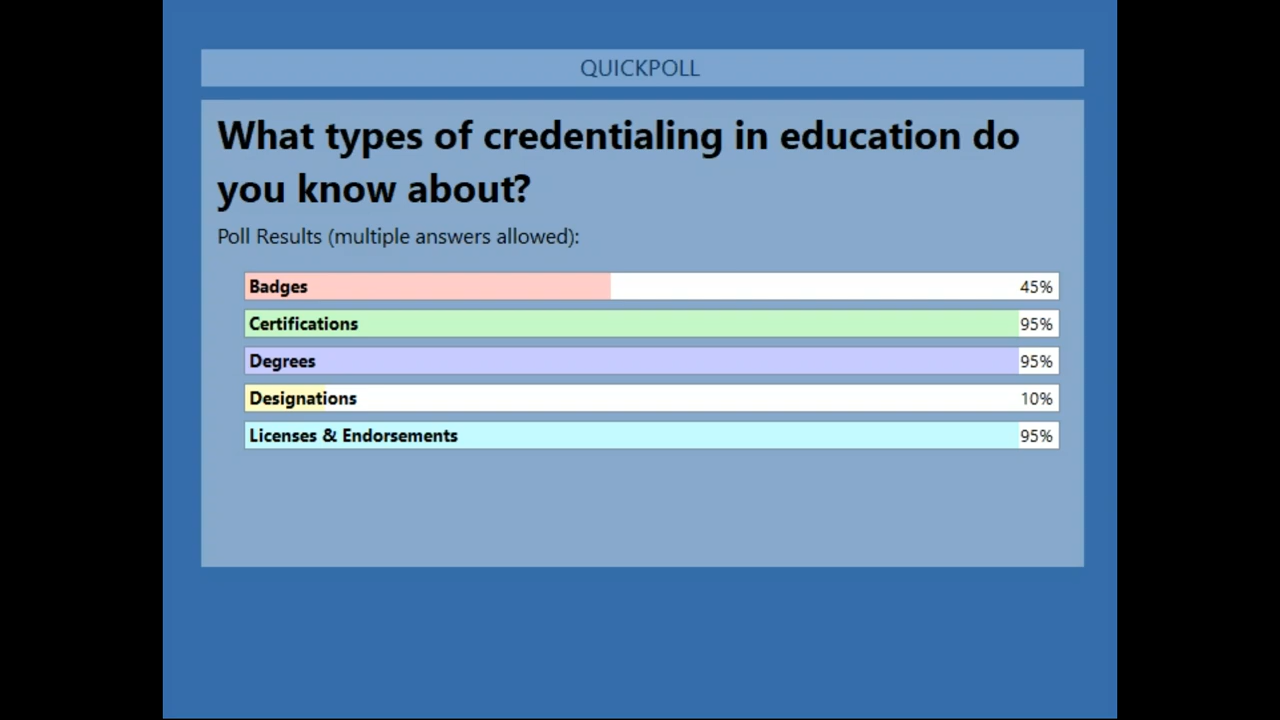 QUICKPOLL
What types of credentialing in education do
you know about?
Poll Results (multiple answers allowed):
Badges 45%
Certifications 95%
Degrees 95%
Designations 10%
Licenses & Endorsements 95%